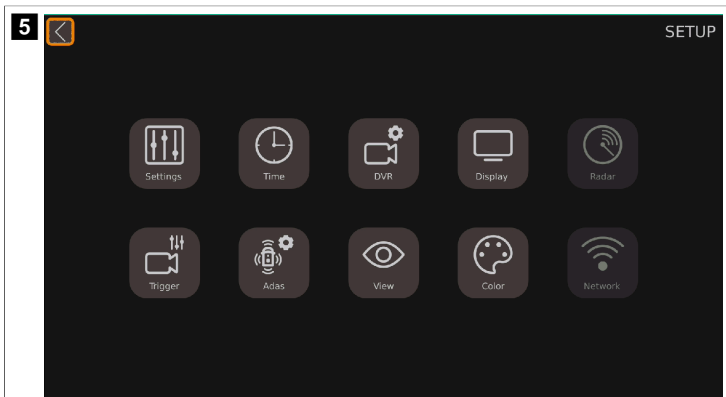 5
SETUP
Settings Time DVR Display Radar
Trigger Adas View Color Network